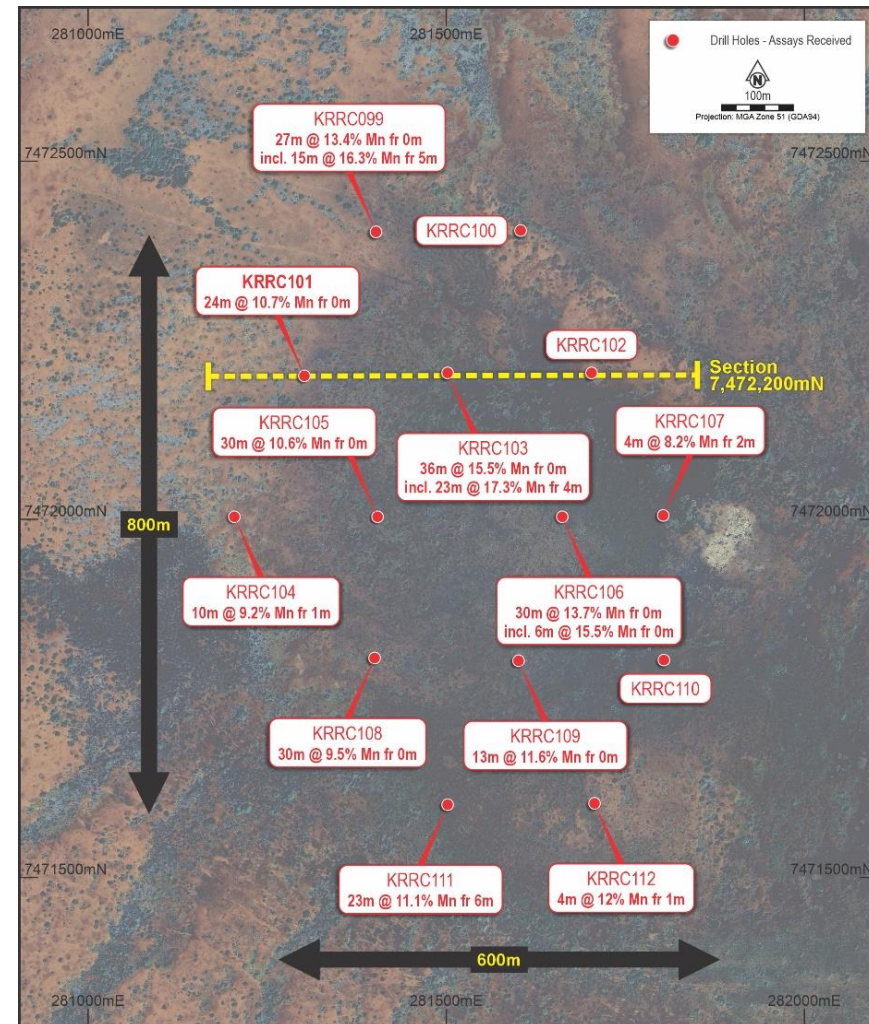 281000mE
281500mE
Drill Holes - Assays Received
N
100m
Projection: MGA Zone 51 (GDA94)
KRRC099
27m @ 13.4% Mn fr 0m
incl. 15m @ 16.3% Mn fr 5m
7472500mN
7472500mN
KRRC100
KRRC101
24m @ 10.7% Mn fr 0m
KRRC102
Section
7,472,200mN
KRRC105
30m @ 10.6% Mn fr 0m
KRRC103
36m @ 15.5% Mn fr 0m
incl. 23m @ 17.3% Mn fr 4m
KRRC107
4m @ 8.2% Mn fr 2m
7472000mN
7472000mN
800m
KRRC104
10m @ 9.2% Mn fr 1m
KRRC106
30m @ 13.7% Mn fr 0m
incl. 6m @ 15.5% Mn fr 0m
KRRC110
KRRC108
30m @ 9.5% Mn fr 0m
KRRC109
13m @ 11.6% Mn fr 0m
7471500mN
7471500mN
KRRC111
23m @ 11.1% Mn fr 6m
KRRC112
4m @ 12% Mn fr 1m
600m
281000mE
281500mE
282000mE